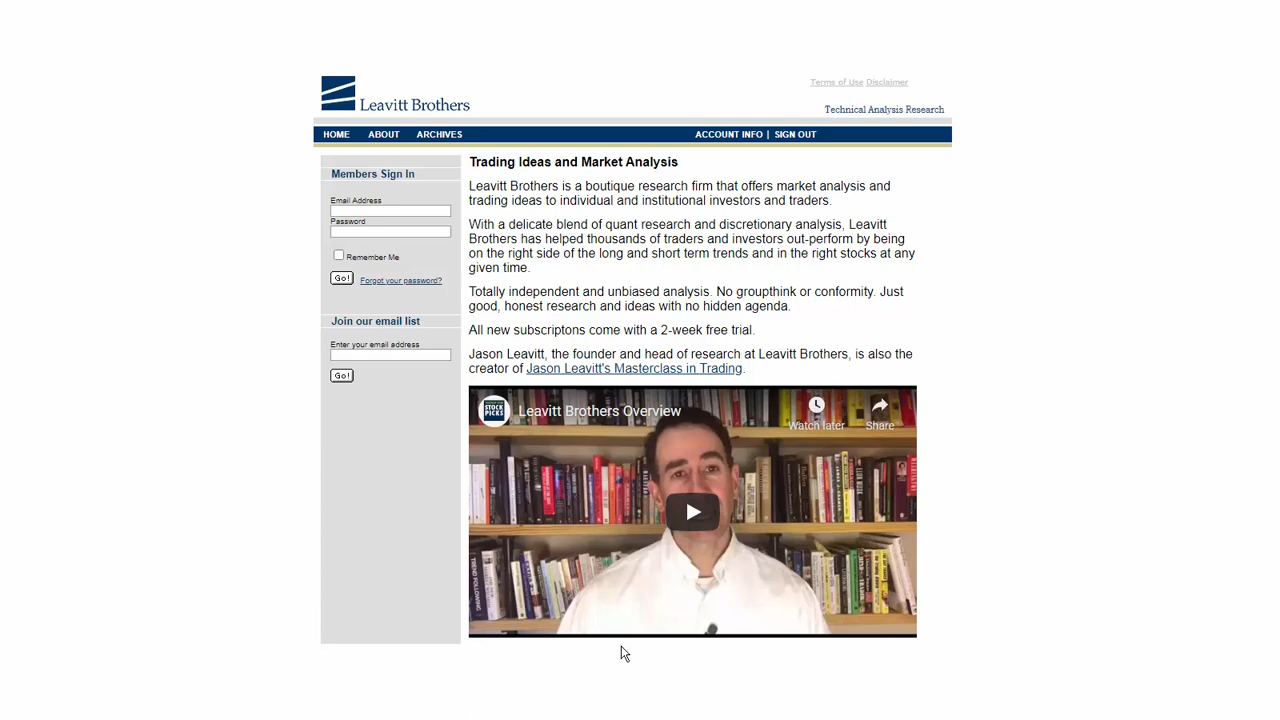 Leavitt Brothers
Terms of Use Disclaimer
Technical Analysis Research
HOME ABOUT ARCHIVES ACCOUNT INFO | SIGN OUT
Members Sign In
Email Address
Password
Remember Me
Go! Forgot your password?
Join our email list
Enter your email address
Go!
Trading Ideas and Market Analysis
Leavitt Brothers is a boutique research firm that offers market analysis and
trading ideas to individual and institutional investors and traders.
With a delicate blend of quant research and discretionary analysis, Leavitt
Brothers has helped thousands of traders and investors out-perform by being
on the right side of the long and short term trends and in the right stocks at any
given time.
Totally independent and unbiased analysis. No groupthink or conformity. Just
good, honest research and ideas with no hidden agenda.
All new subscriptons come with a 2-week free trial.
Jason Leavitt, the founder and head of research at Leavitt Brothers, is also the
creator of Jason Leavitt's Masterclass in Trading.
STOCK
PICKS
Leavitt Brothers Overview
Watch later
Share
TREND FOLLOWING